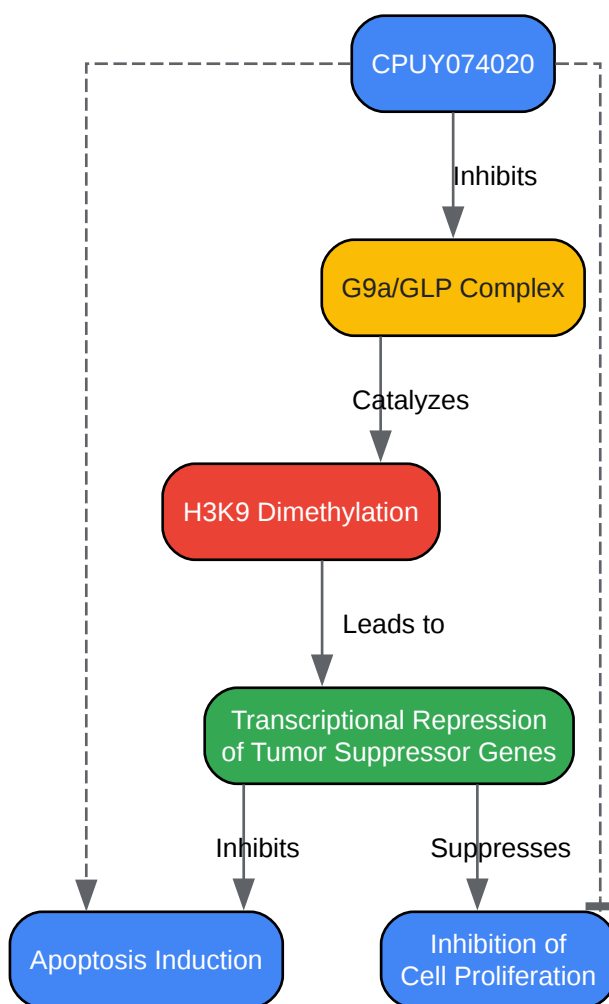 CPUY074020
Inhibits
G9a/GLP Complex
Catalyzes
H3K9 Dimethylation
Leads to
Transcriptional Repression
of Tumor Suppressor Genes
Inhibits
Suppresses
Apoptosis Induction
Inhibition of
Cell Proliferation